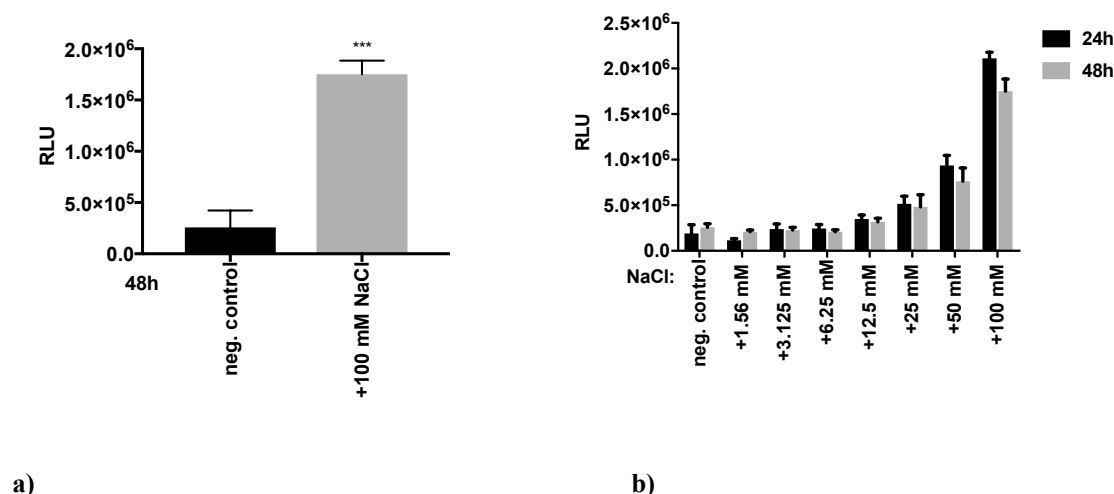 2.0×10⁶
1.5×10⁶
1.0×10⁶
5.0×10⁵
0.0
RLU
***
48h
neg. control
+100 mM NaCl
a)
2.5×10⁶
2.0×10⁶
1.5×10⁶
1.0×10⁶
5.0×10⁵
0.0
RLU
24h
48h
NaCl:
neg. control
+1.56 mM
+3.125 mM
+6.25 mM
+12.5 mM
+25 mM
+50 mM
+100 mM
b)